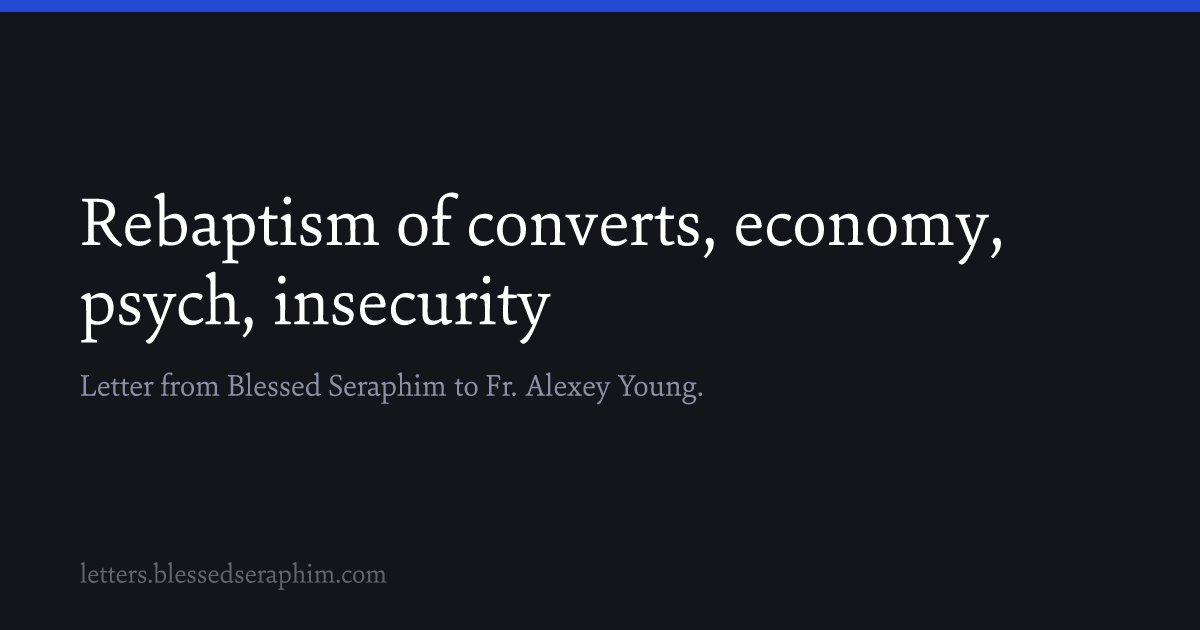 Rebaptism of converts, economy,
psych, insecurity
Letter from Blessed Seraphim to Fr. Alexey Young.
letters.blessedseraphim.com